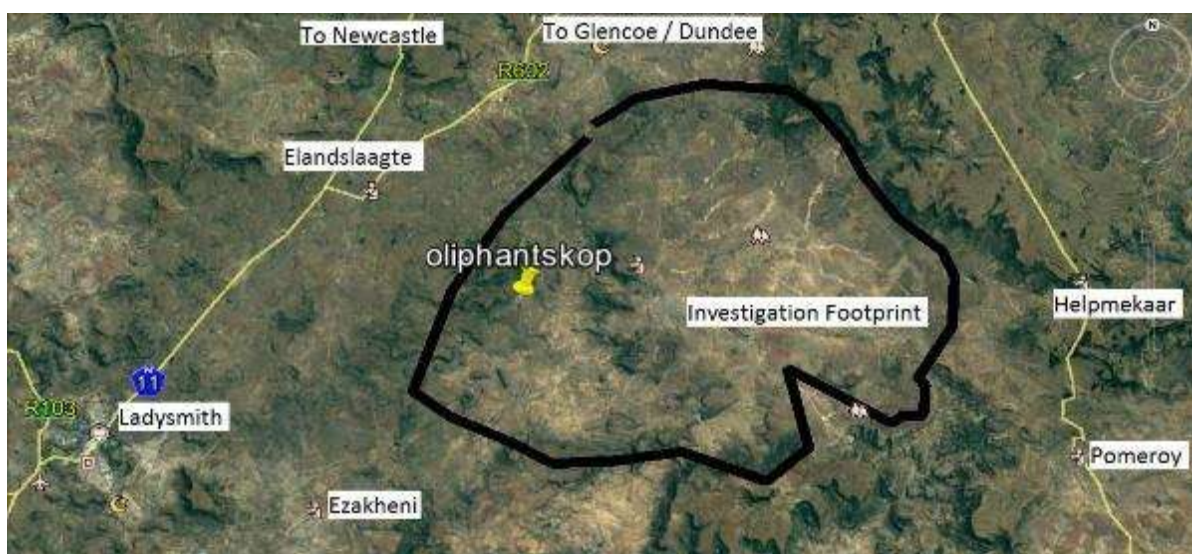 To Newcastle
To Glencoe / Dundee
N
R602
Elandslaagte
oliphantskop
Investigation Footprint
Helpmekaar
11
Ladysmith
R103
Pomeroy
Ezakheni